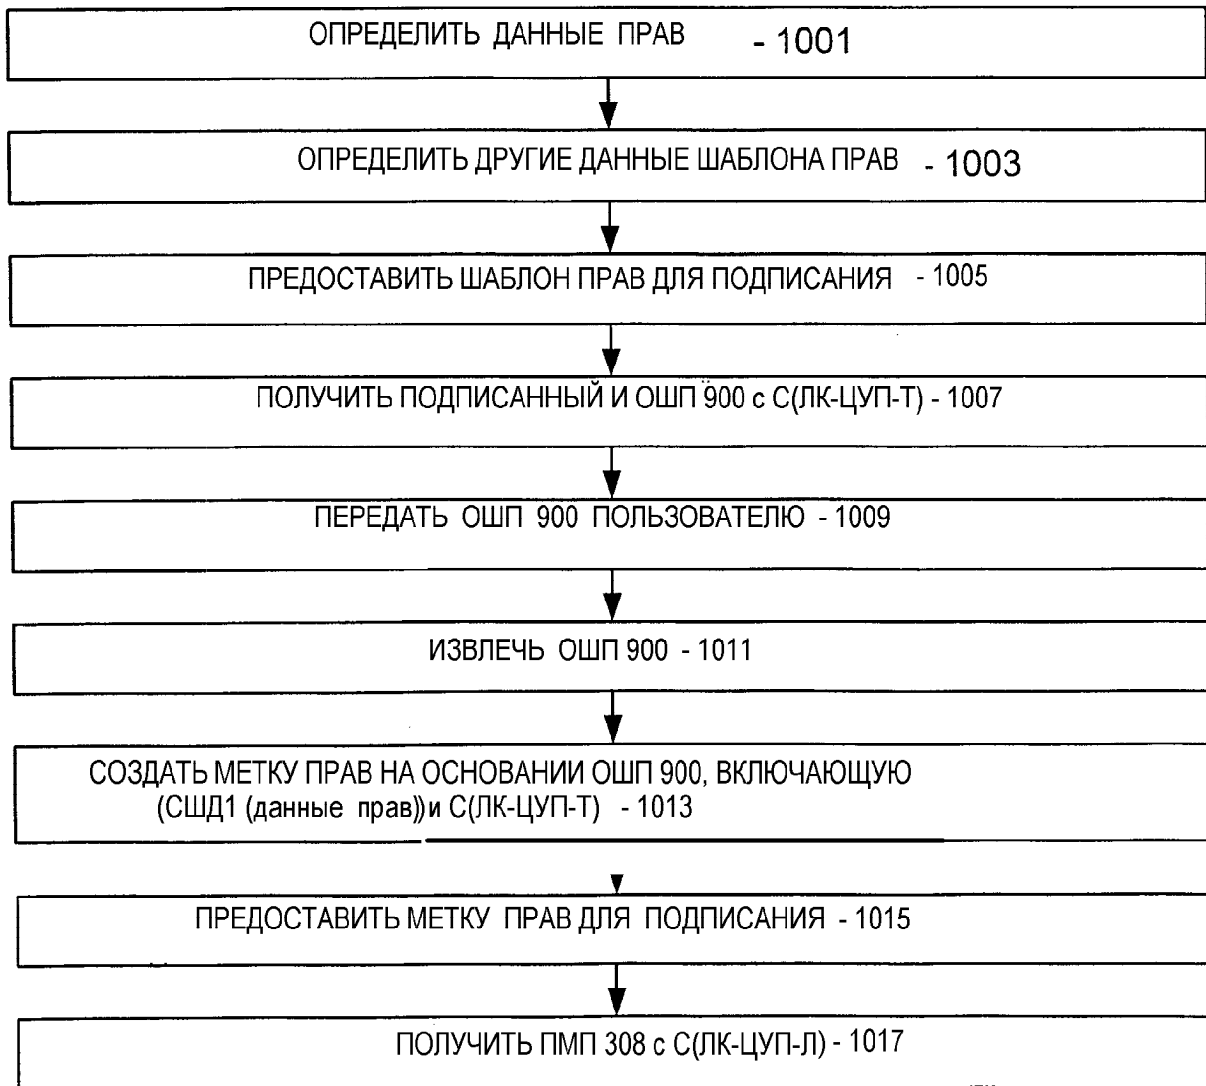 ОПРЕДЕЛИТЬ ДАННЫЕ ПРАВ - 1001
ОПРЕДЕЛИТЬ ДРУГИЕ ДАННЫЕ ШАБЛОНА ПРАВ - 1003
ПРЕДОСТАВИТЬ ШАБЛОН ПРАВ ДЛЯ ПОДПИСАНИЯ - 1005
ПОЛУЧИТЬ ПОДПИСАННЫЙ И ОШП 900 с С(ЛК-ЦУП-Т) - 1007
ПЕРЕДАТЬ ОШП 900 ПОЛЬЗОВАТЕЛЮ - 1009
ИЗВЛЕЧЬ ОШП 900 - 1011
СОЗДАТЬ МЕТКУ ПРАВ НА ОСНОВАНИИ ОШП 900, ВКЛЮЧАЮЩУЮ
(СШД1 (данные прав)) и С(ЛК-ЦУП-Т) - 1013
ПРЕДОСТАВИТЬ МЕТКУ ПРАВ ДЛЯ ПОДПИСАНИЯ - 1015
ПОЛУЧИТЬ ПМП 308 с С(ЛК-ЦУП-Л) - 1017